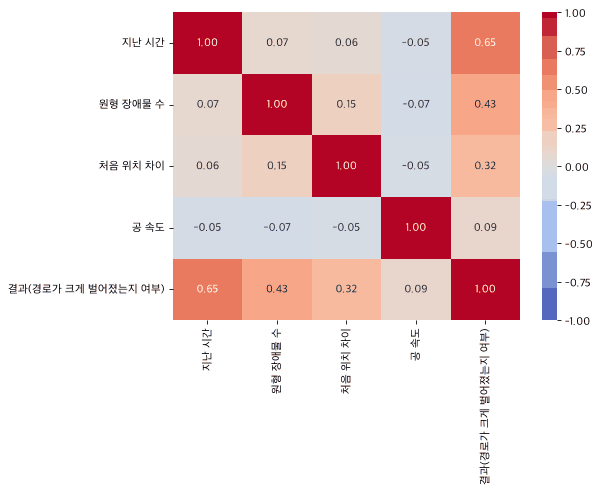 지난 시간 1.00 0.07 0.06 -0.05 0.65
원형 장애물 수 0.07 1.00 0.15 -0.07 0.43
처음 위치 차이 0.06 0.15 1.00 -0.05 0.32
공 속도 -0.05 -0.07 -0.05 1.00 0.09
결과(경로가 크게 벌어졌는지 여부) 0.65 0.43 0.32 0.09 1.00
지난 시간
원형 장애물 수
처음 위치 차이
공 속도
결과(경로가 크게 벌어졌는지 여부)
1.00
0.75
0.50
0.25
0.00
-0.25
-0.50
-0.75
-1.00